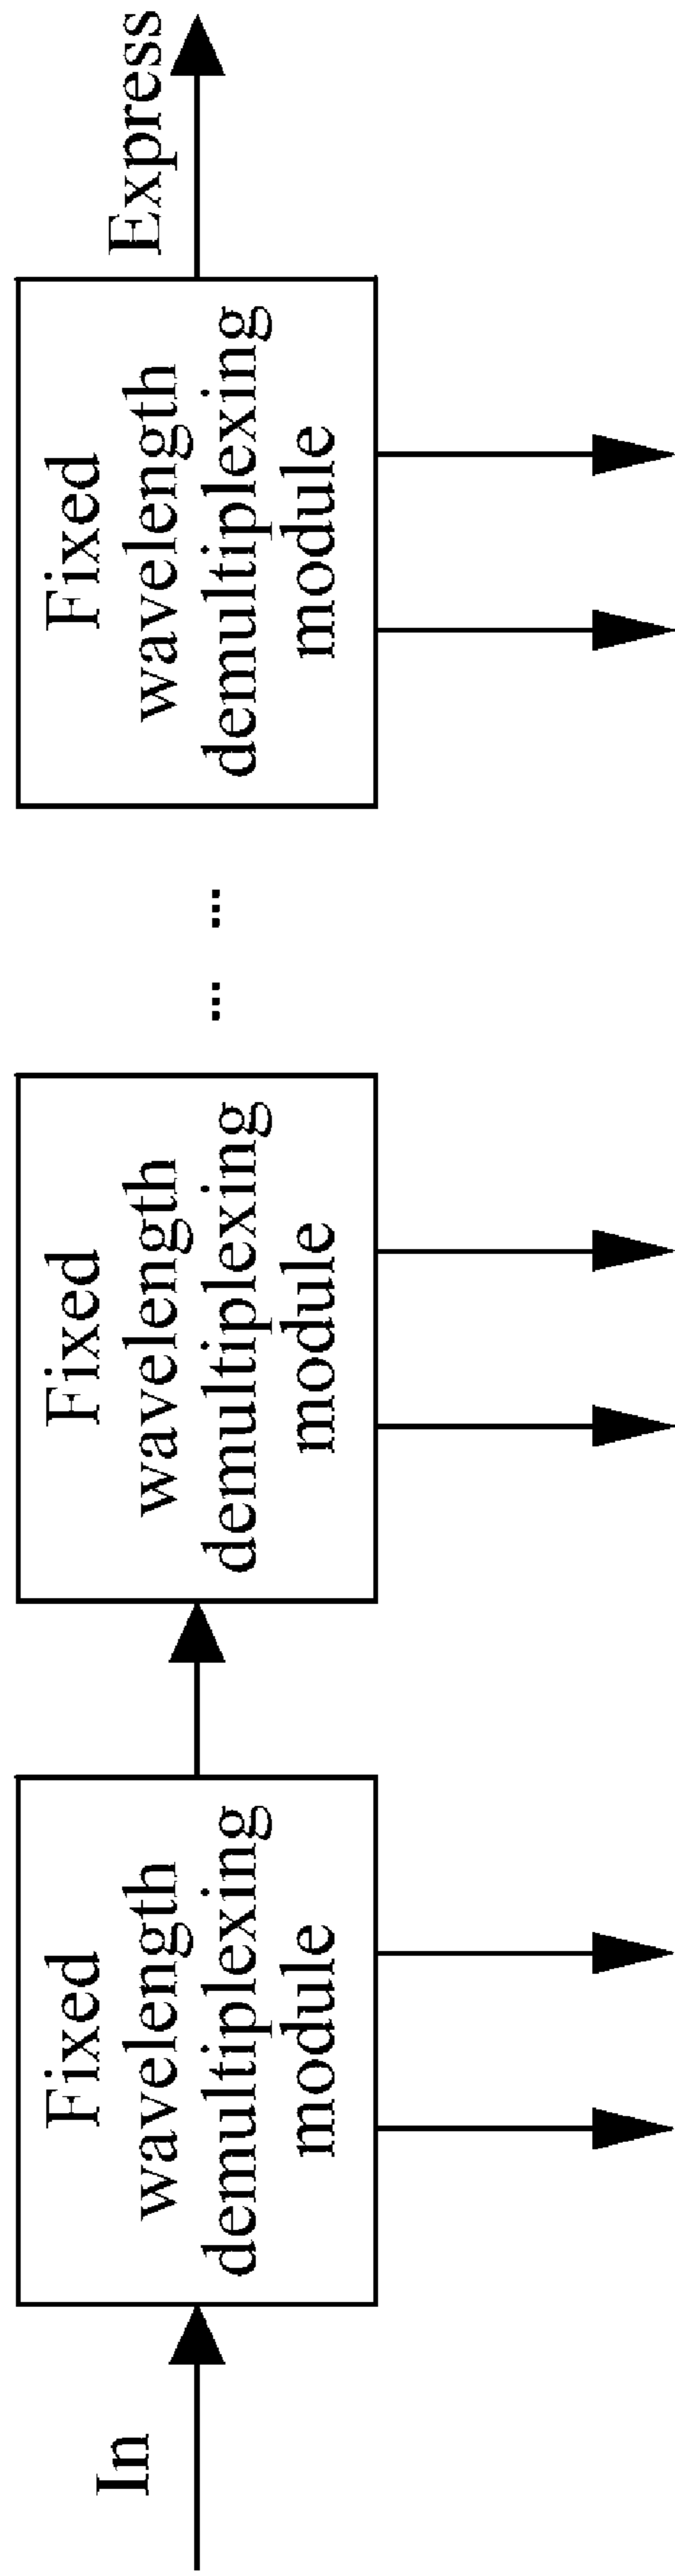 In
Fixed
wavelength
demultiplexing
module
Fixed
wavelength
demultiplexing
module
... ...
Fixed
wavelength
demultiplexing
module
Express